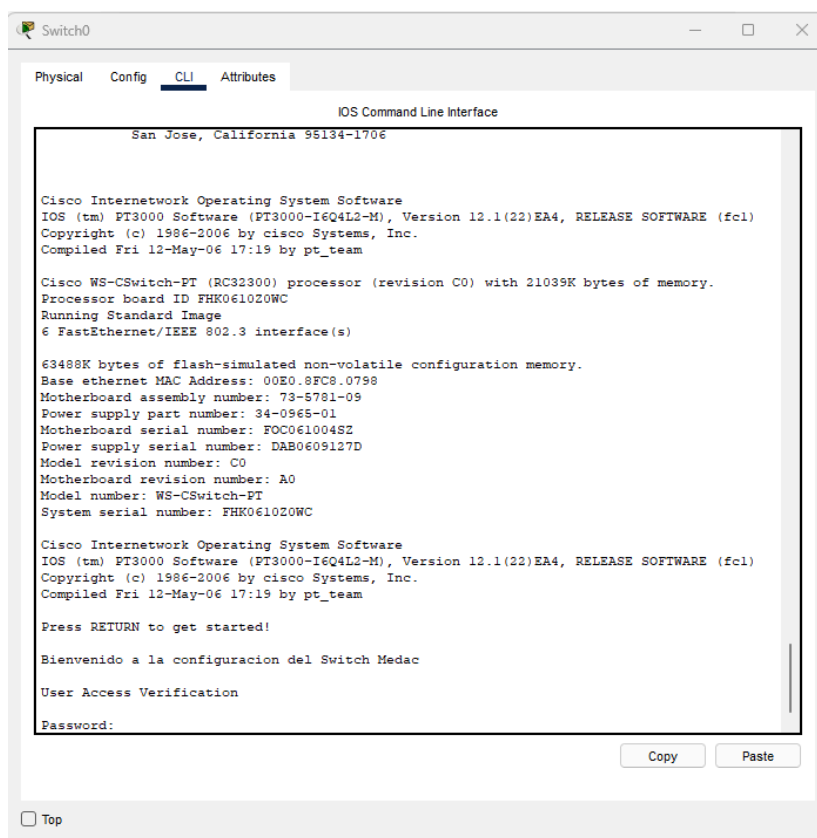 Switch0
Physical Config CLI Attributes
IOS Command Line Interface
San Jose, California 95134-1706
Cisco Internetwork Operating System Software
IOS (tm) PT3000 Software (PT3000-I6Q4L2-M), Version 12.1(22)EA4, RELEASE SOFTWARE (fc1)
Copyright (c) 1986-2006 by cisco Systems, Inc.
Compiled Fri 12-May-06 17:19 by pt_team
Cisco WS-CSwitch-PT (RC32300) processor (revision C0) with 21039K bytes of memory.
Processor board ID FHK0610Z0WC
Running Standard Image
6 FastEthernet/IEEE 802.3 interface(s)
63488K bytes of flash-simulated non-volatile configuration memory.
Base ethernet MAC Address: 00E0.8FC8.0798
Motherboard assembly number: 73-5781-09
Power supply part number: 34-0965-01
Motherboard serial number: FOC061004SZ
Power supply serial number: DAB0609127D
Model revision number: C0
Motherboard revision number: A0
Model number: WS-CSwitch-PT
System serial number: FHK0610Z0WC
Cisco Internetwork Operating System Software
IOS (tm) PT3000 Software (PT3000-I6Q4L2-M), Version 12.1(22)EA4, RELEASE SOFTWARE (fc1)
Copyright (c) 1986-2006 by cisco Systems, Inc.
Compiled Fri 12-May-06 17:19 by pt_team
Press RETURN to get started!
Bienvenido a la configuracion del Switch Medac
User Access Verification
Password:
Copy Paste
Top